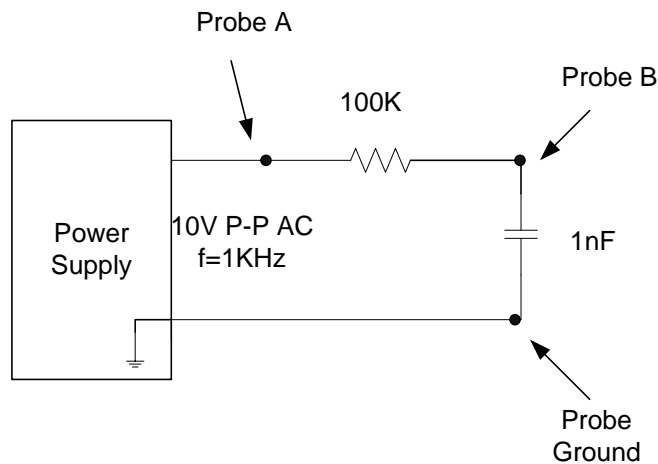 Probe A
Probe B
100K
10V P-P AC
f=1KHz
Power
Supply
1nF
Probe
Ground